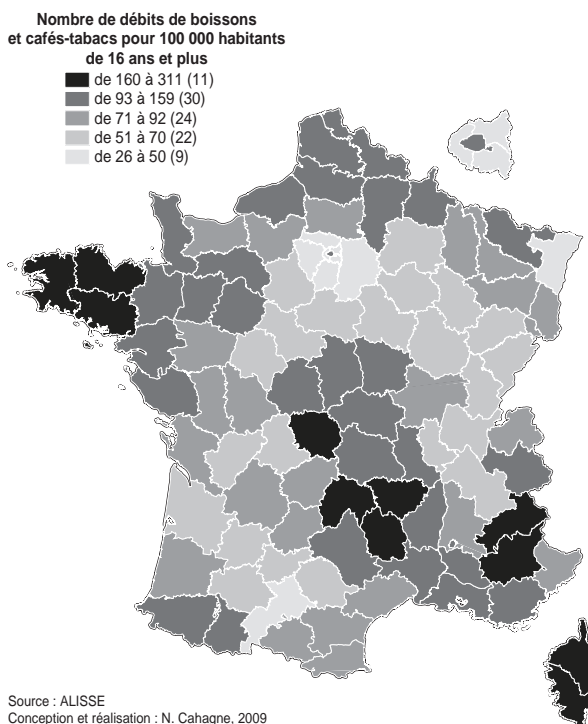 Nombre de débits de boissons
et cafés-tabacs pour 100 000 habitants
de 16 ans et plus
de 160 à 311 (11)
de 93 à 159 (30)
de 71 à 92 (24)
de 51 à 70 (22)
de 26 à 50 (9)
Source : ALISSE
Conception et réalisation : N. Cahagne, 2009